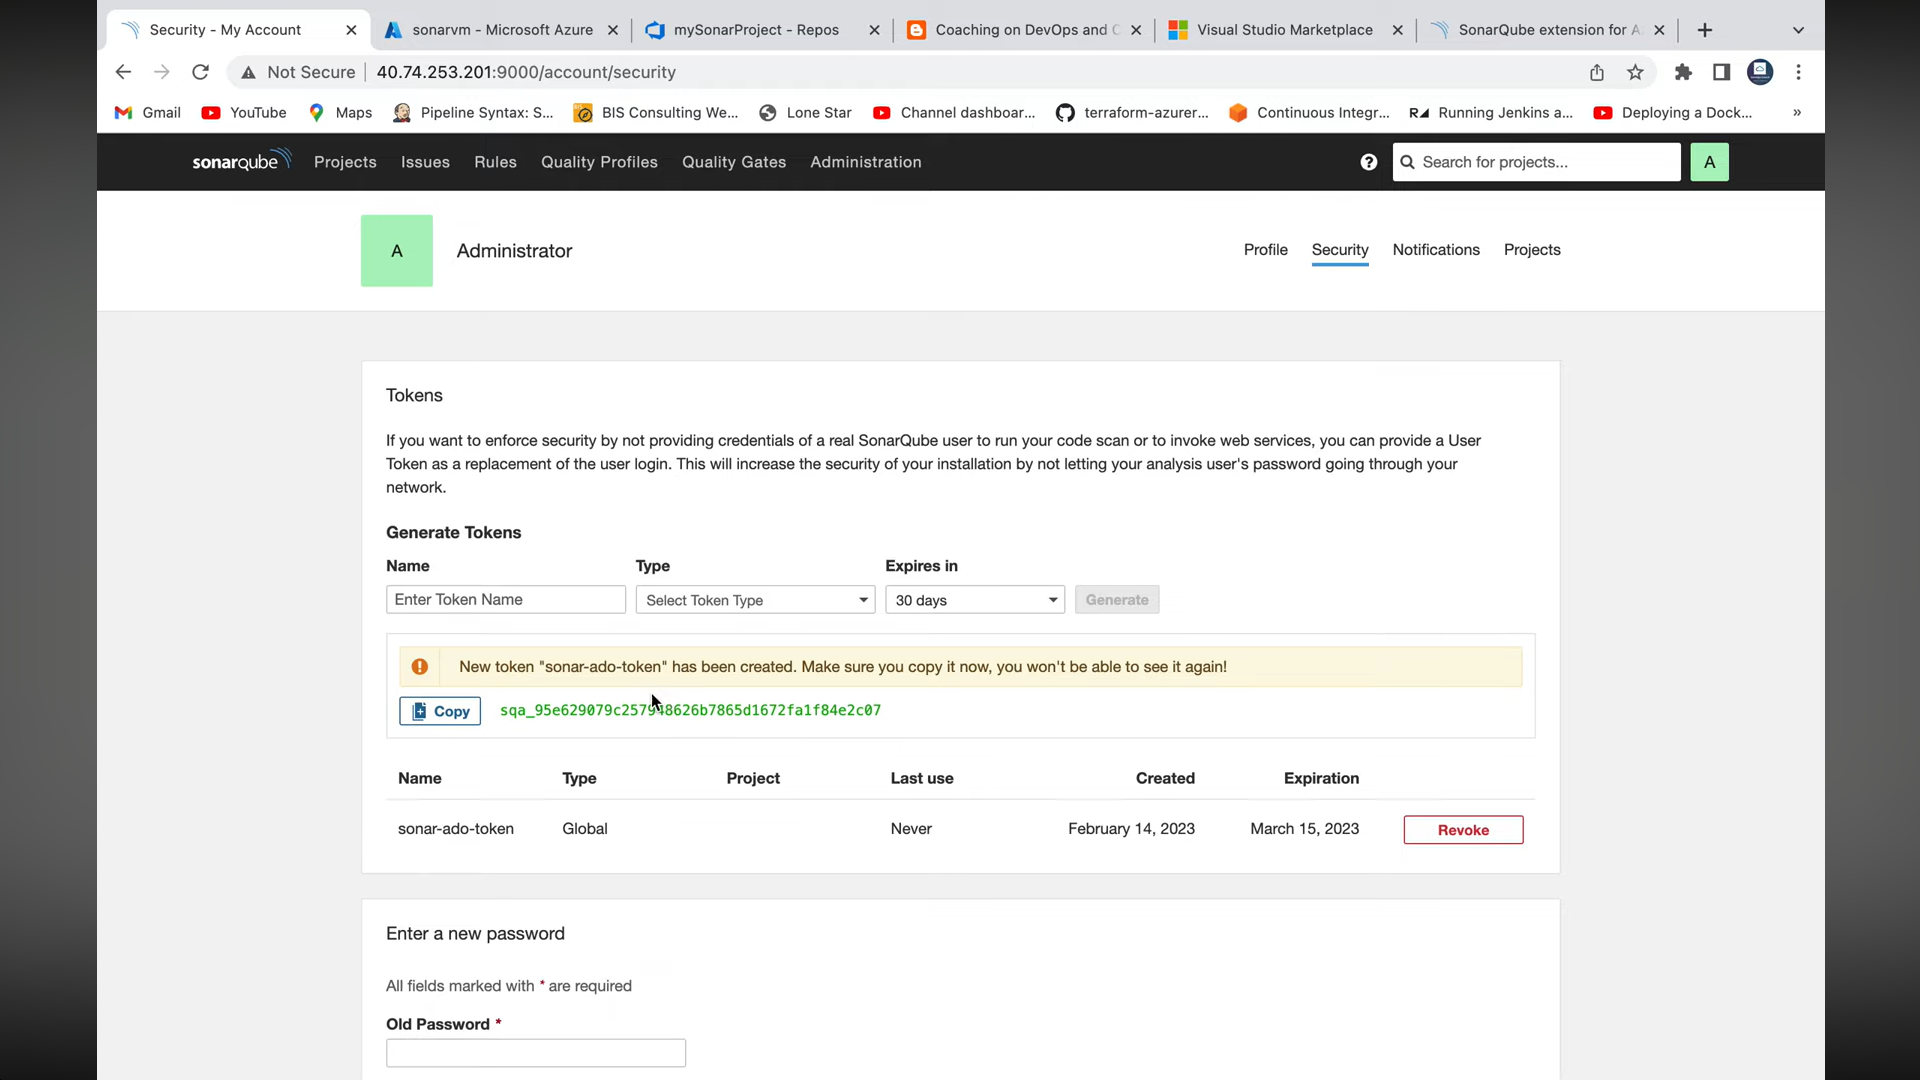 Security - My Account
sonarvm - Microsoft Azure
mySonarProject - Repos
Coaching on DevOps and C
Visual Studio Marketplace
SonarQube extension for A
Not Secure
40.74.253.201:9000/account/security
Gmail
YouTube
Maps
Pipeline Syntax: S...
BIS Consulting We...
Lone Star
Channel dashboar...
terraform-azurer...
Continuous Integr...
Running Jenkins a...
Deploying a Dock...
»
sonarqube
Projects
Issues
Rules
Quality Profiles
Quality Gates
Administration
Search for projects...
A
A
Administrator
Profile
Security
Notifications
Projects
Tokens
If you want to enforce security by not providing credentials of a real SonarQube user to run your code scan or to invoke web services, you can provide a User
Token as a replacement of the user login. This will increase the security of your installation by not letting your analysis user's password going through your
network.
Generate Tokens
Name
Type
Expires in
Enter Token Name
Select Token Type
30 days
Generate
New token "sonar-ado-token" has been created. Make sure you copy it now, you won't be able to see it again!
Copy
Name
Type
Project
Last use
Created
Expiration
sonar-ado-token
Global
Never
February 14, 2023
March 15, 2023
Revoke
Enter a new password
All fields marked with * are required
Old Password *